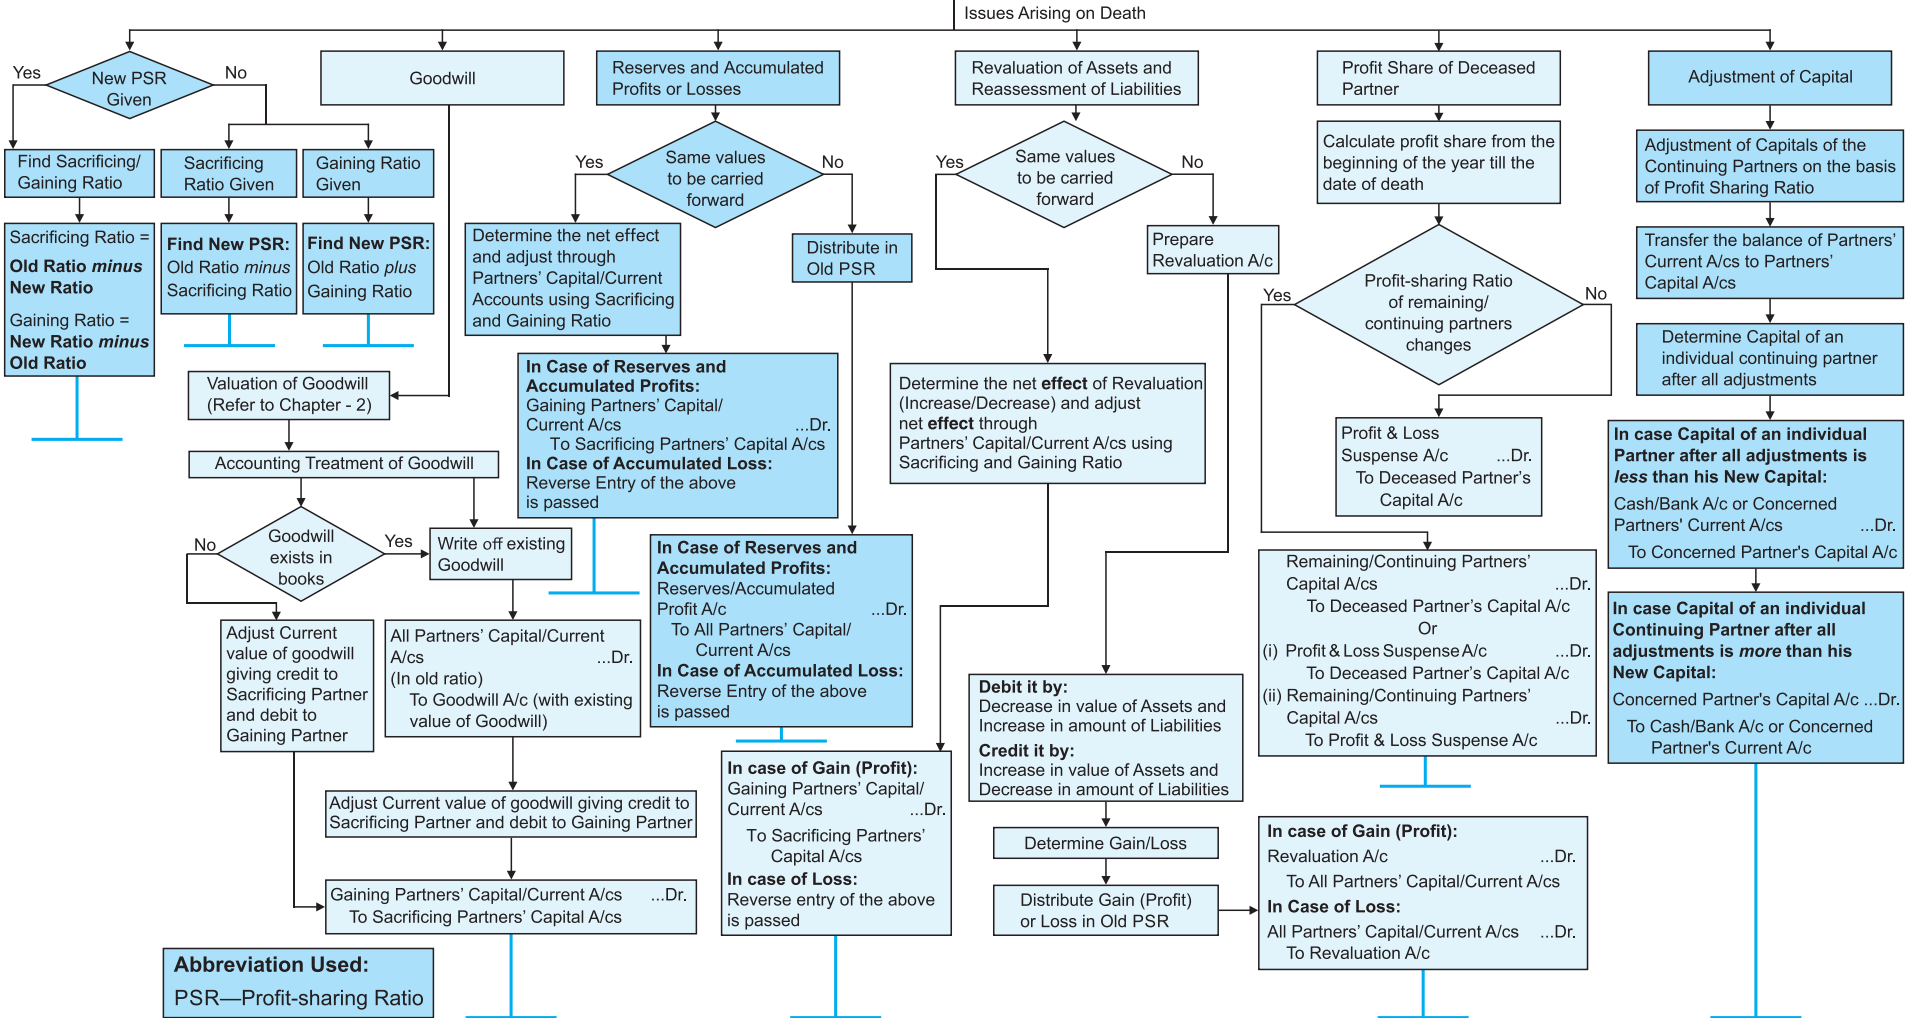 Issues Arising on Death
Yes
New PSR
Given
No
Find Sacrificing/
Gaining Ratio
Sacrificing
Ratio Given
Gaining Ratio
Given
Sacrificing Ratio =
Old Ratio minus
New Ratio
Gaining Ratio =
New Ratio minus
Old Ratio
Find New PSR:
Old Ratio minus
Sacrificing Ratio
Find New PSR:
Old Ratio plus
Gaining Ratio
Goodwill
Valuation of Goodwill
(Refer to Chapter - 2)
Accounting Treatment of Goodwill
No
Goodwill
exists in
books
Yes
Write off existing
Goodwill
Adjust Current
value of goodwill
giving credit to
Sacrificing Partner
and debit to
Gaining Partner
All Partners’ Capital/Current
A/cs ...Dr.
(In old ratio)
To Goodwill A/c (with existing
value of Goodwill)
Adjust Current value of goodwill giving credit to
Sacrificing Partner and debit to Gaining Partner
Gaining Partners’ Capital/Current A/cs ...Dr.
To Sacrificing Partners’ Capital A/cs
Reserves and Accumulated
Profits or Losses
Yes
Same values
to be carried
forward
No
Determine the net effect
and adjust through
Partners’ Capital/Current
Accounts using Sacrificing
and Gaining Ratio
Distribute in
Old PSR
In Case of Reserves and
Accumulated Profits:
Gaining Partners’ Capital/
Current A/cs ...Dr.
To Sacrificing Partners’ Capital A/cs
In Case of Accumulated Loss:
Reverse Entry of the above
is passed
In Case of Reserves and
Accumulated Profits:
Reserves/Accumulated
Profit A/c ...Dr.
To All Partners’ Capital/
Current A/cs
In Case of Accumulated Loss:
Reverse Entry of the above
is passed
Revaluation of Assets and
Reassessment of Liabilities
Yes
Same values
to be carried
forward
No
Prepare
Revaluation A/c
Determine the net effect of Revaluation
(Increase/Decrease) and adjust
net effect through
Partners’ Capital/Current A/cs using
Sacrificing and Gaining Ratio
In case of Gain (Profit):
Gaining Partners’ Capital/
Current A/cs ...Dr.
To Sacrificing Partners’
Capital A/cs
In case of Loss:
Reverse entry of the above
is passed
Debit it by:
Decrease in value of Assets and
Increase in amount of Liabilities
Credit it by:
Increase in value of Assets and
Decrease in amount of Liabilities
Determine Gain/Loss
Distribute Gain (Profit)
or Loss in Old PSR
In case of Gain (Profit):
Revaluation A/c ...Dr.
To All Partners’ Capital/Current A/cs
In Case of Loss:
All Partners’ Capital/Current A/cs ...Dr.
To Revaluation A/c
Profit Share of Deceased
Partner
Calculate profit share from the
beginning of the year till the
date of death
Yes
Profit-sharing Ratio
of remaining/
continuing partners
changes
No
Profit & Loss
Suspense A/c ...Dr.
To Deceased Partner’s
Capital A/c
Remaining/Continuing Partners’
Capital A/cs ...Dr.
To Deceased Partner’s Capital A/c
Or
(i) Profit & Loss Suspense A/c ...Dr.
To Deceased Partner’s Capital A/c
(ii) Remaining/Continuing Partners’
Capital A/cs ...Dr.
To Profit & Loss Suspense A/c
Adjustment of Capital
Adjustment of Capitals of the
Continuing Partners on the basis
of Profit Sharing Ratio
Transfer the balance of Partners’
Current A/cs to Partners’
Capital A/cs
Determine Capital of an
individual continuing partner
after all adjustments
In case Capital of an individual
Partner after all adjustments is
less than his New Capital:
Cash/Bank A/c or Concerned
Partners' Current A/cs ...Dr.
To Concerned Partner's Capital A/c
In case Capital of an individual
Continuing Partner after all
adjustments is more than his
New Capital:
Concerned Partner's Capital A/c ...Dr.
To Cash/Bank A/c or Concerned
Partner's Current A/c
Abbreviation Used:
PSR—Profit-sharing Ratio